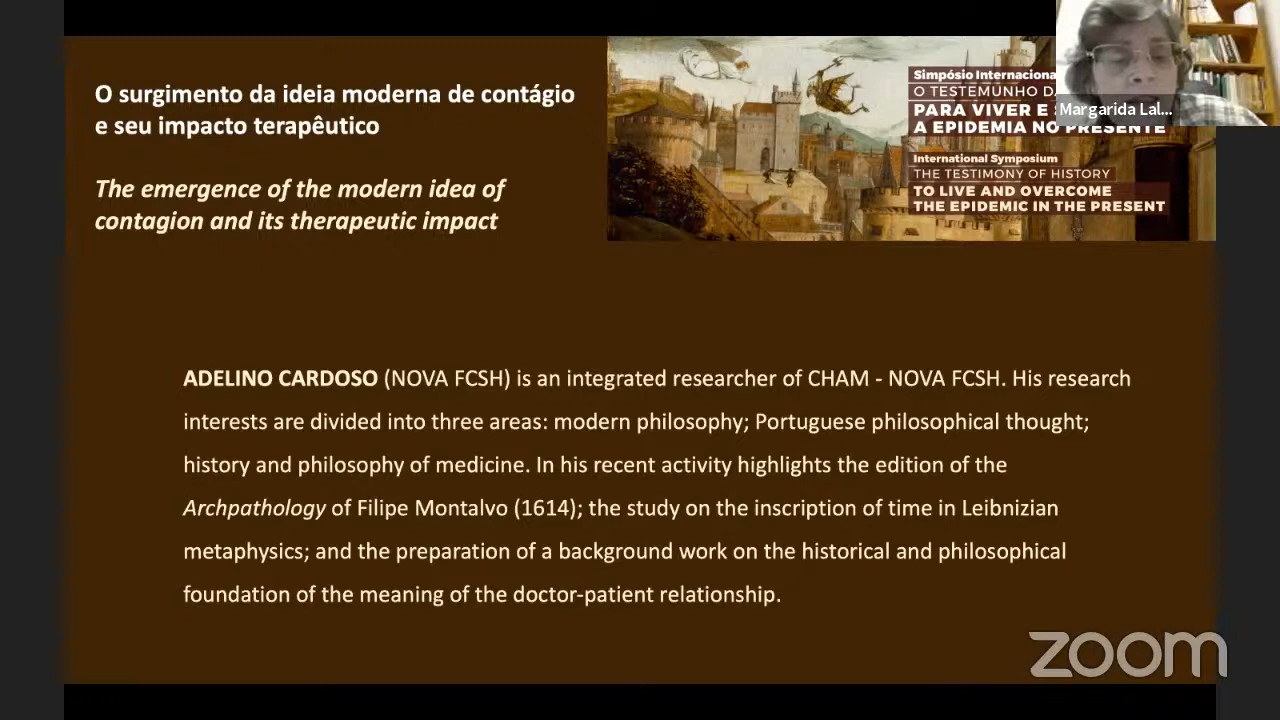 O surgimento da ideia moderna de contágio
e seu impacto terapêutico
The emergence of the modern idea of
contagion and its therapeutic impact
Simpósio Internaciona
O TESTEMUNHO D
PARA VIVER E
A EPIDEMIA NO PRESENTE
International Symposium
THE TESTIMONY OF HISTORY
TO LIVE AND OVERCOME
THE EPIDEMIC IN THE PRESENT
Margarida Lal...
ADELINO CARDOSO (NOVA FCSH) is an integrated researcher of CHAM - NOVA FCSH. His research
interests are divided into three areas: modern philosophy; Portuguese philosophical thought;
history and philosophy of medicine. In his recent activity highlights the edition of the
Archpathology of Filipe Montalvo (1614); the study on the inscription of time in Leibnizian
metaphysics; and the preparation of a background work on the historical and philosophical
foundation of the meaning of the doctor-patient relationship.
zoom